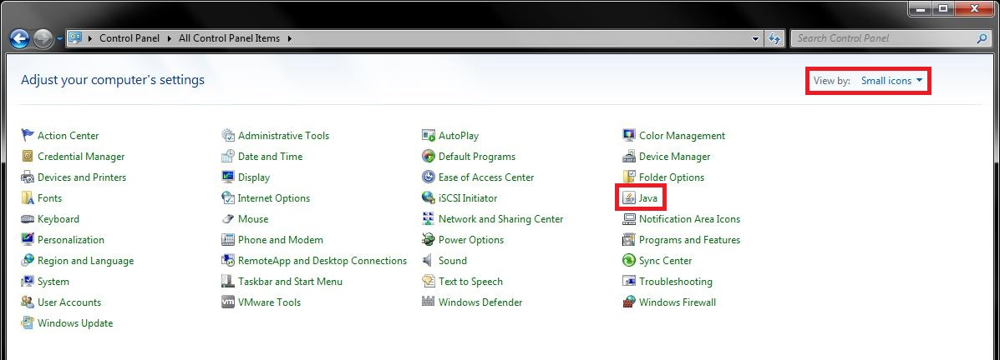 Control Panel All Control Panel Items Search Control Panel
Adjust your computer's settings View by: Small icons
Action Center Administrative Tools AutoPlay Color Management
Credential Manager Date and Time Default Programs Device Manager
Devices and Printers Display Ease of Access Center Folder Options
Fonts Internet Options iSCSI Initiator Java
Keyboard Mouse Network and Sharing Center Notification Area Icons
Personalization Phone and Modem Power Options Programs and Features
Region and Language RemoteApp and Desktop Connections Sound Sync Center
System Taskbar and Start Menu Text to Speech Troubleshooting
User Accounts vm VMware Tools Windows Defender Windows Firewall
Windows Update